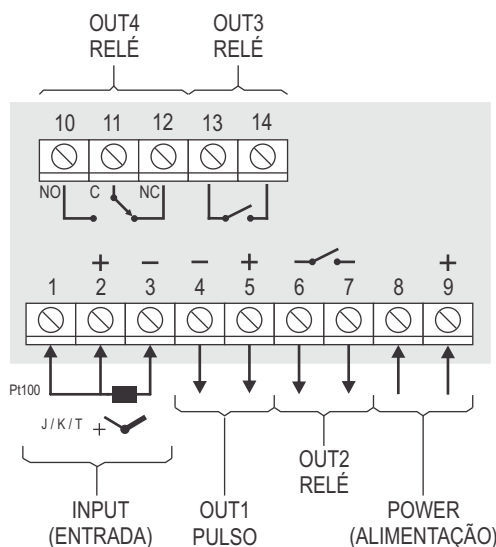 OUT4
RELÉ
OUT3
RELÉ
10 11 12 13 14
NO C NC
+ − − + +
1 2 3 4 5 6 7 8 9
Pt100
J / K / T +
INPUT
(ENTRADA)
OUT1
PULSO
OUT2
RELÉ
POWER
(ALIMENTAÇÃO)